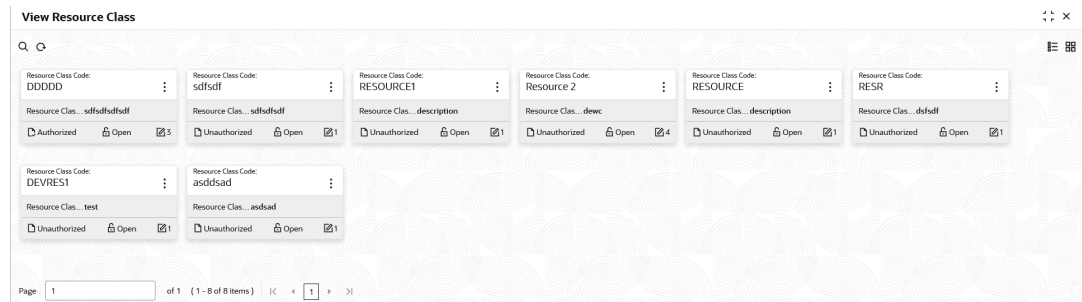 View Resource Class
Resource Class Code:
DDDDD
Resource Clas... sdfsdfsdfsdf
Authorized Open 3
Resource Class Code:
sdfsdf
Resource Clas... sdfsdfsdf
Unauthorized Open 1
Resource Class Code:
RESOURCE1
Resource Clas... description
Unauthorized Open 1
Resource Class Code:
Resource 2
Resource Clas... dewc
Unauthorized Open 4
Resource Class Code:
RESOURCE
Resource Clas... description
Unauthorized Open 1
Resource Class Code:
RESR
Resource Clas... dsfsdf
Unauthorized Open 1
Resource Class Code:
DEVRES1
Resource Clas... test
Unauthorized Open 1
Resource Class Code:
asddsad
Resource Clas... asdsad
Unauthorized Open 1
Page 1 of 1 ( 1 - 8 of 8 items ) 1